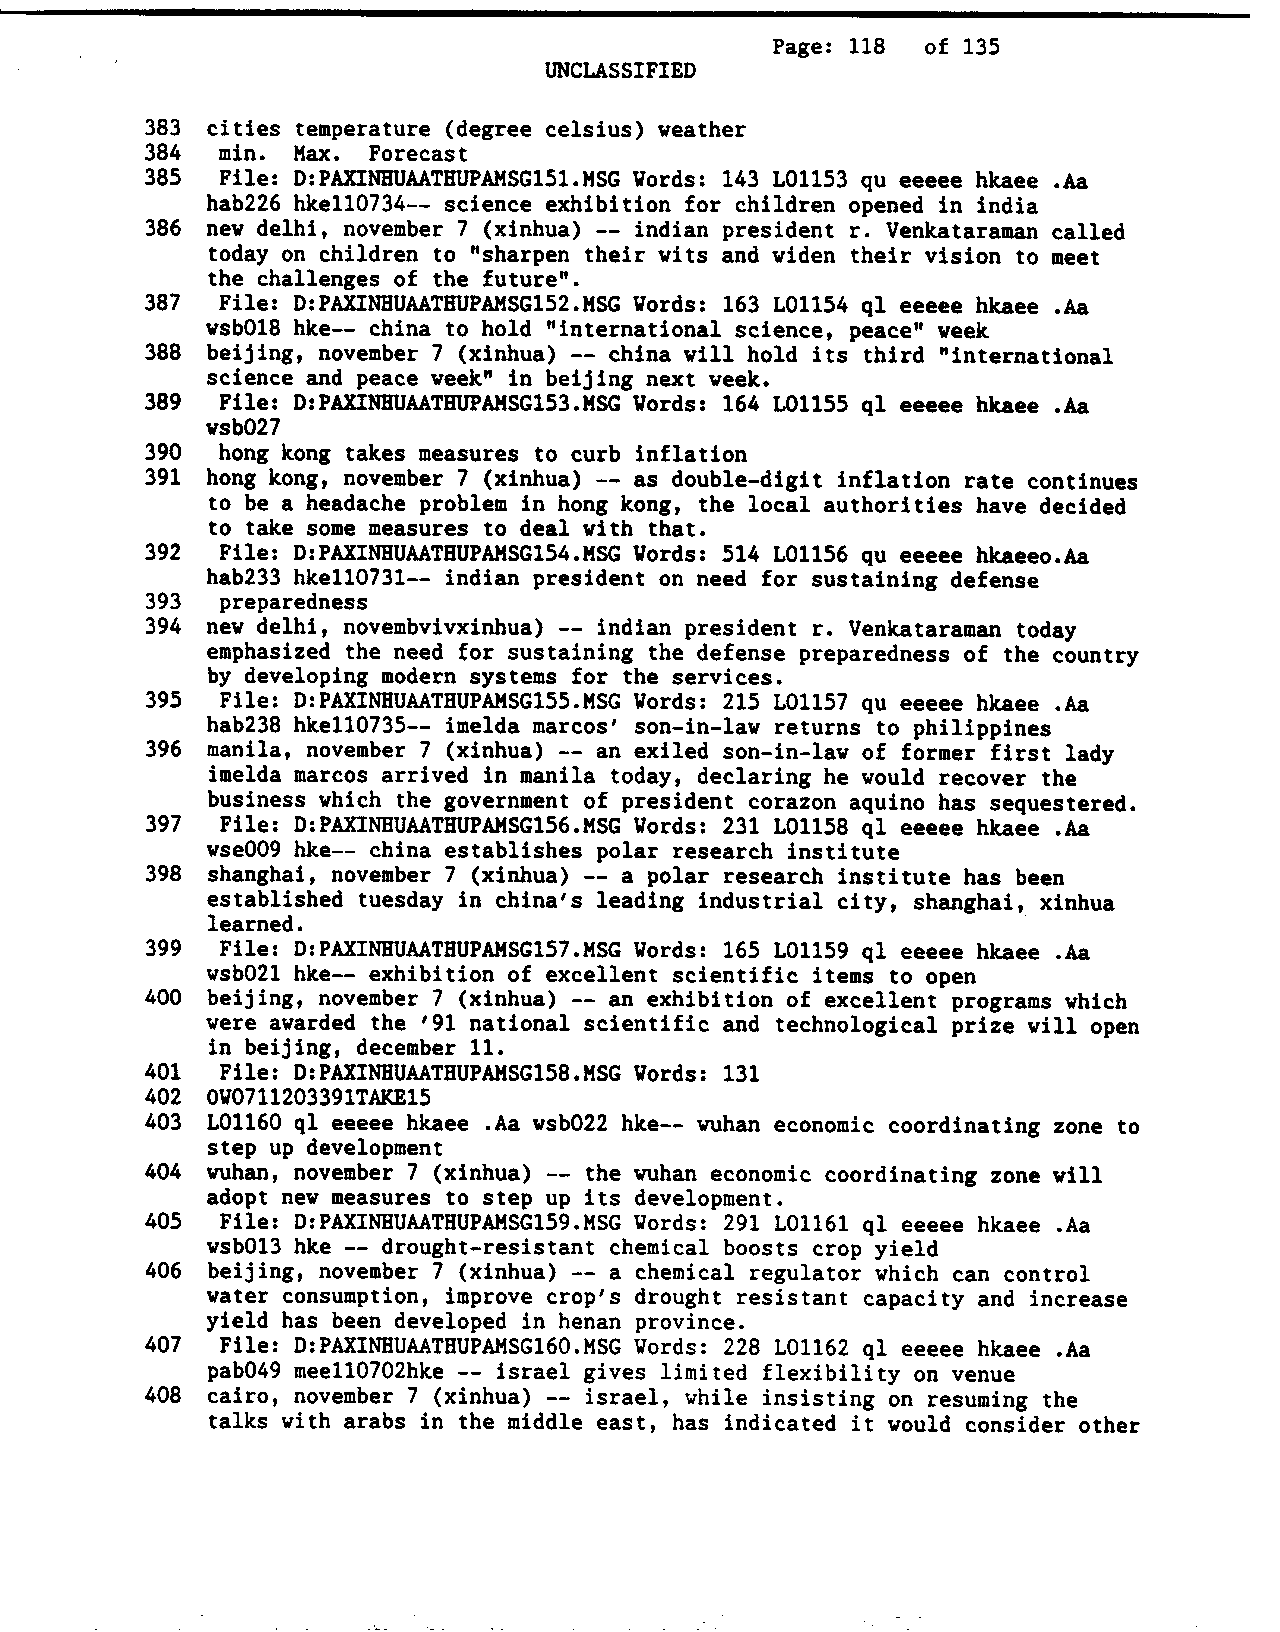 Page: 118 of 135
UNCLASSIFIED
383 cities temperature (degree celsius) weather
384 min. Max. Forecast
385 File: D:PAXINHUAATHUPAMSG151.MSG Words: 143 L01153 qu eeeee hkaee .Aa
hab226 hke110734-- science exhibition for children opened in india
386 new delhi, november 7 (xinhua) -- indian president r. Venkataraman called
today on children to "sharpen their wits and widen their vision to meet
the challenges of the future".
387 File: D:PAXINHUAATHUPAMSG152.MSG Words: 163 L01154 ql eeeee hkaee .Aa
wsb018 hke-- china to hold "international science, peace" week
388 beijing, november 7 (xinhua) -- china will hold its third "international
science and peace week" in beijing next week.
389 File: D:PAXINHUAATHUPAMSG153.MSG Words: 164 L01155 ql eeeee hkaee .Aa
wsb027
390 hong kong takes measures to curb inflation
391 hong kong, november 7 (xinhua) -- as double-digit inflation rate continues
to be a headache problem in hong kong, the local authorities have decided
to take some measures to deal with that.
392 File: D:PAXINHUAATHUPAMSG154.MSG Words: 514 L01156 qu eeeee hkaeeo.Aa
hab233 hke110731-- indian president on need for sustaining defense
393 preparedness
394 new delhi, novembvivxinhua) -- indian president r. Venkataraman today
emphasized the need for sustaining the defense preparedness of the country
by developing modern systems for the services.
395 File: D:PAXINHUAATHUPAMSG155.MSG Words: 215 L01157 qu eeeee hkaee .Aa
hab238 hke110735-- imelda marcos' son-in-law returns to philippines
396 manila, november 7 (xinhua) -- an exiled son-in-law of former first lady
imelda marcos arrived in manila today, declaring he would recover the
business which the government of president corazon aquino has sequestered.
397 File: D:PAXINHUAATHUPAMSG156.MSG Words: 231 L01158 ql eeeee hkaee .Aa
wse009 hke-- china establishes polar research institute
398 shanghai, november 7 (xinhua) -- a polar research institute has been
established tuesday in china's leading industrial city, shanghai, xinhua
learned.
399 File: D:PAXINHUAATHUPAMSG157.MSG Words: 165 L01159 ql eeeee hkaee .Aa
wsb021 hke-- exhibition of excellent scientific items to open
400 beijing, november 7 (xinhua) -- an exhibition of excellent programs which
were awarded the '91 national scientific and technological prize will open
in beijing, december 11.
401 File: D:PAXINHUAATHUPAMSG158.MSG Words: 131
402 OW0711203391TAKE15
403 L01160 ql eeeee hkaee .Aa wsb022 hke-- wuhan economic coordinating zone to
step up development
404 wuhan, november 7 (xinhua) -- the wuhan economic coordinating zone will
adopt new measures to step up its development.
405 File: D:PAXINHUAATHUPAMSG159.MSG Words: 291 L01161 ql eeeee hkaee .Aa
wsb013 hke -- drought-resistant chemical boosts crop yield
406 beijing, november 7 (xinhua) -- a chemical regulator which can control
water consumption, improve crop's drought resistant capacity and increase
yield has been developed in henan province.
407 File: D:PAXINHUAATHUPAMSG160.MSG Words: 228 L01162 ql eeeee hkaee .Aa
pab049 mee110702hke -- israel gives limited flexibility on venue
408 cairo, november 7 (xinhua) -- israel, while insisting on resuming the
talks with arabs in the middle east, has indicated it would consider other